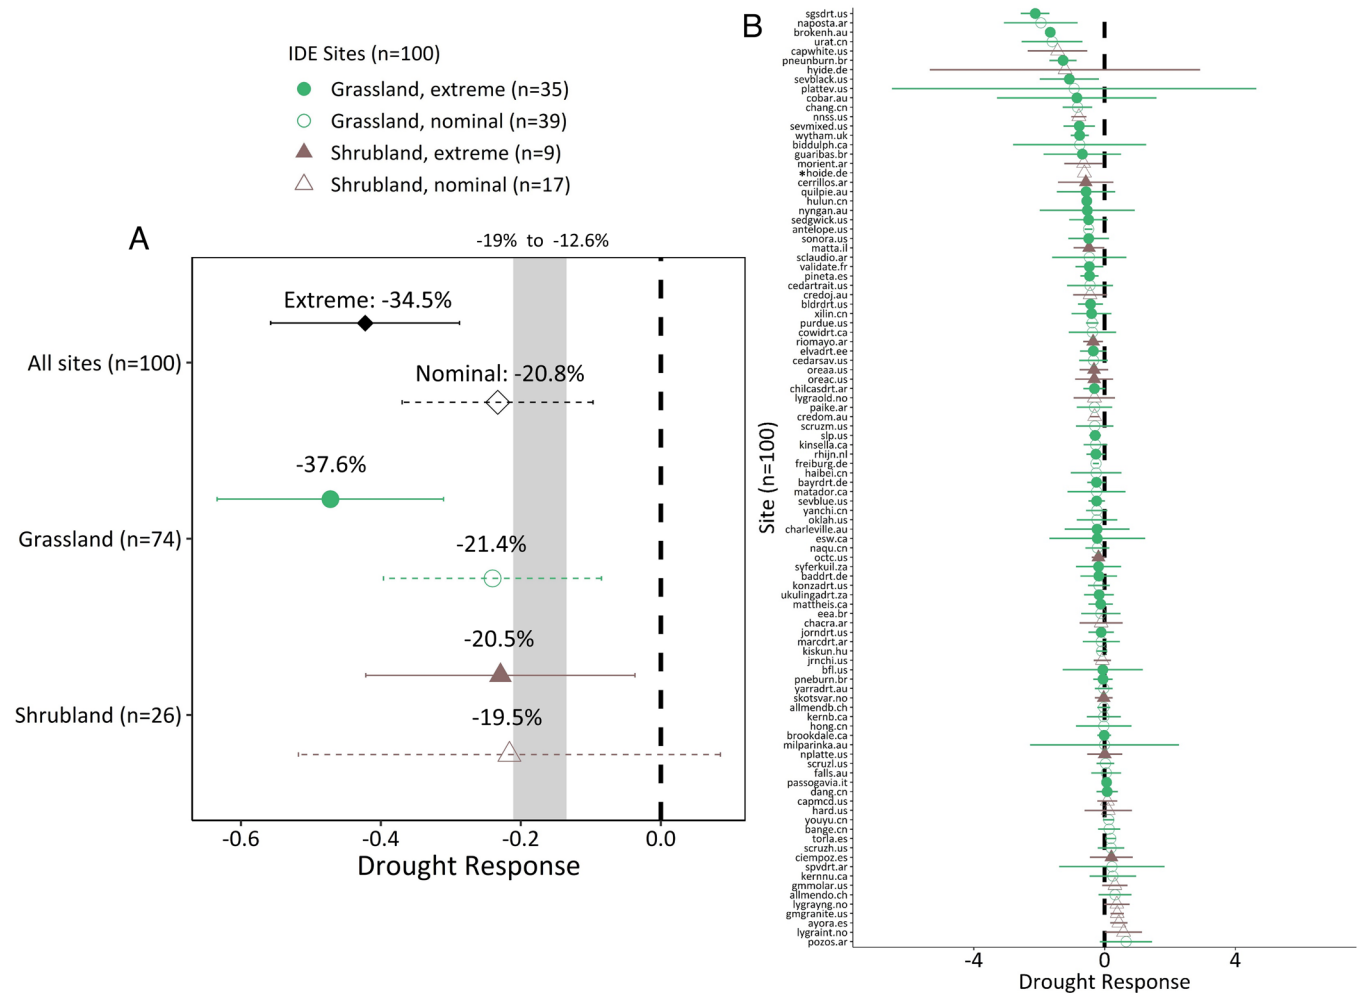 IDE Sites (n=100)
Grassland, extreme (n=35)
Grassland, nominal (n=39)
Shrubland, extreme (n=9)
Shrubland, nominal (n=17)
A
-19% to -12.6%
Extreme: -34.5%
All sites (n=100)
Nominal: -20.8%
-37.6%
Grassland (n=74)
-21.4%
-20.5%
Shrubland (n=26)
-19.5%
-0.6
-0.4
-0.2
0.0
Drought Response
B
Site (n=100)
sgsdrt.us
naposta.ar
brokenh.au
urat.cn
capwhite.us
pneunburn.br
hyide.de
sevblack.us
plattev.us
cobar.au
chang.cn
nnss.us
sevmixed.us
wytham.uk
biddulph.ca
guaribas.br
morient.ar
*hoide.de
cerrillos.ar
quilpie.au
hulun.cn
nyngan.au
sedgwick.us
antelope.us
sonora.us
matta.il
sclaudio.ar
validate.fr
pineta.es
cedartrait.us
credoj.au
bldrdrt.us
xilin.cn
purdue.us
cowidrt.ca
riomayo.ar
elvadrt.ee
cedarsav.us
oreaa.us
oreac.us
chilcasdrt.ar
lygraold.no
paike.ar
credom.au
scruzm.us
slp.us
kinsella.ca
rhijn.nl
freiburg.de
haibei.cn
bayrdrt.de
matador.ca
sevblue.us
yanchi.cn
oklah.us
charleville.au
esw.ca
naqu.cn
octc.us
syferkuil.za
baddrt.de
konzadrt.us
ukulingadrt.za
mattheis.ca
eea.br
chacra.ar
jorndrt.us
marcdrt.ar
kiskun.hu
jrnchi.us
bfl.us
pneburn.br
yarradrt.au
skotsvar.no
allmendb.ch
kernb.ca
hong.cn
brookdale.ca
milparinka.au
nplatte.us
scruzl.us
falls.au
passogavia.it
dang.cn
capmcd.us
hard.us
youyu.cn
bange.cn
torla.es
scruzh.us
ciempoz.es
spvdrt.ar
kernnu.ca
gmmolar.us
allmendo.ch
lygrayng.no
gmgranite.us
ayora.es
lygraint.no
pozos.ar
-4
0
4
Drought Response